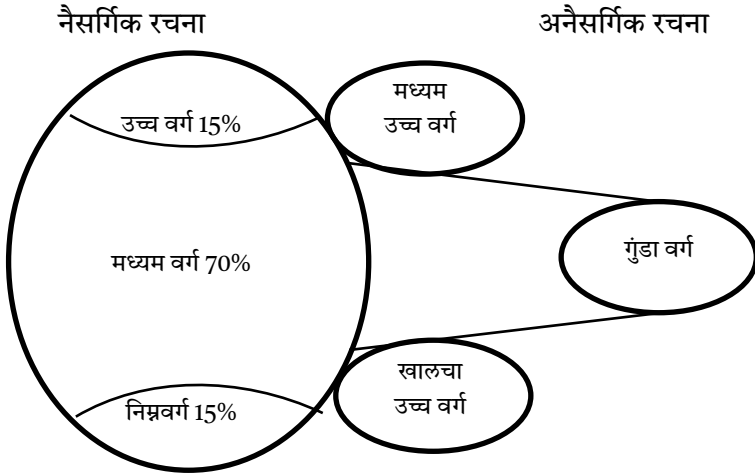 नैसर्गिक रचना
अनैसर्गिक रचना
उच्च वर्ग 15%
मध्यम
उच्च वर्ग
मध्यम वर्ग 70%
गुंडा वर्ग
निम्नवर्ग 15%
खालचा
उच्च वर्ग